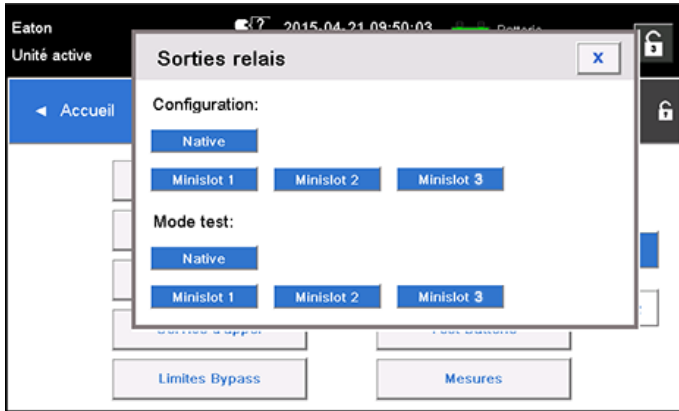 Eaton
2015-04-21 09:50:03
Batterie
Unité active
Sorties relais
x
Accueil
Configuration:
Native
Minislot 1 Minislot 2 Minislot 3
Mode test:
Native
Minislot 1 Minislot 2 Minislot 3
Limites Bypass Mesures